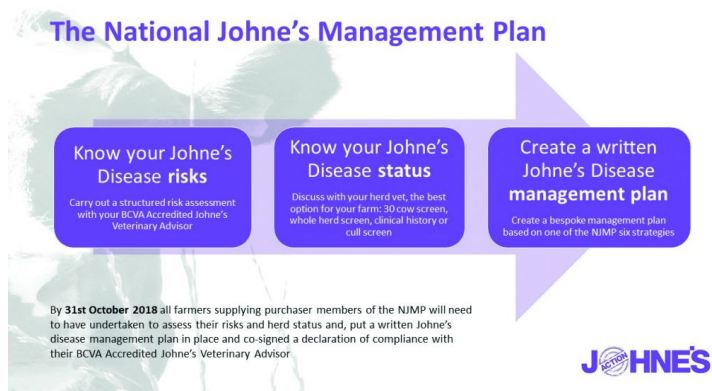 The National Johne's Management Plan
Know your Johne's
Disease risks
Carry out a structured risk assessment
with your BCVA Accredited Johne's
Veterinary Advisor
Know your Johne's
Disease status
Discuss with your herd vet, the best
option for your farm: 30 cow screen,
whole herd screen, clinical history or
cull screen
Create a written
Johne's Disease
management plan
Create a bespoke management plan
based on one of the NJMP six strategies
By 31st October 2018 all farmers supplying purchaser members of the NJMP will need
to have undertaken to assess their risks and herd status and, put a written Johne's
disease management plan in place and co-signed a declaration of compliance with
their BCVA Accredited Johne's Veterinary Advisor
JOHNE'S
ACTION